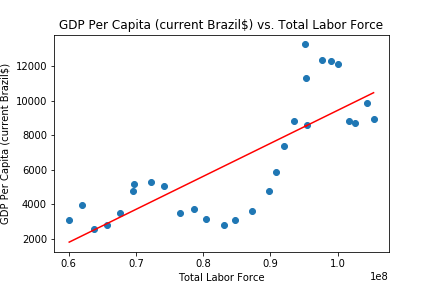 GDP Per Capita (current Brazil$) vs. Total Labor Force
GDP Per Capita (current Brazil$)
12000
10000
8000
6000
4000
2000
0.6
0.7
0.8
0.9
1.0
1e8
Total Labor Force